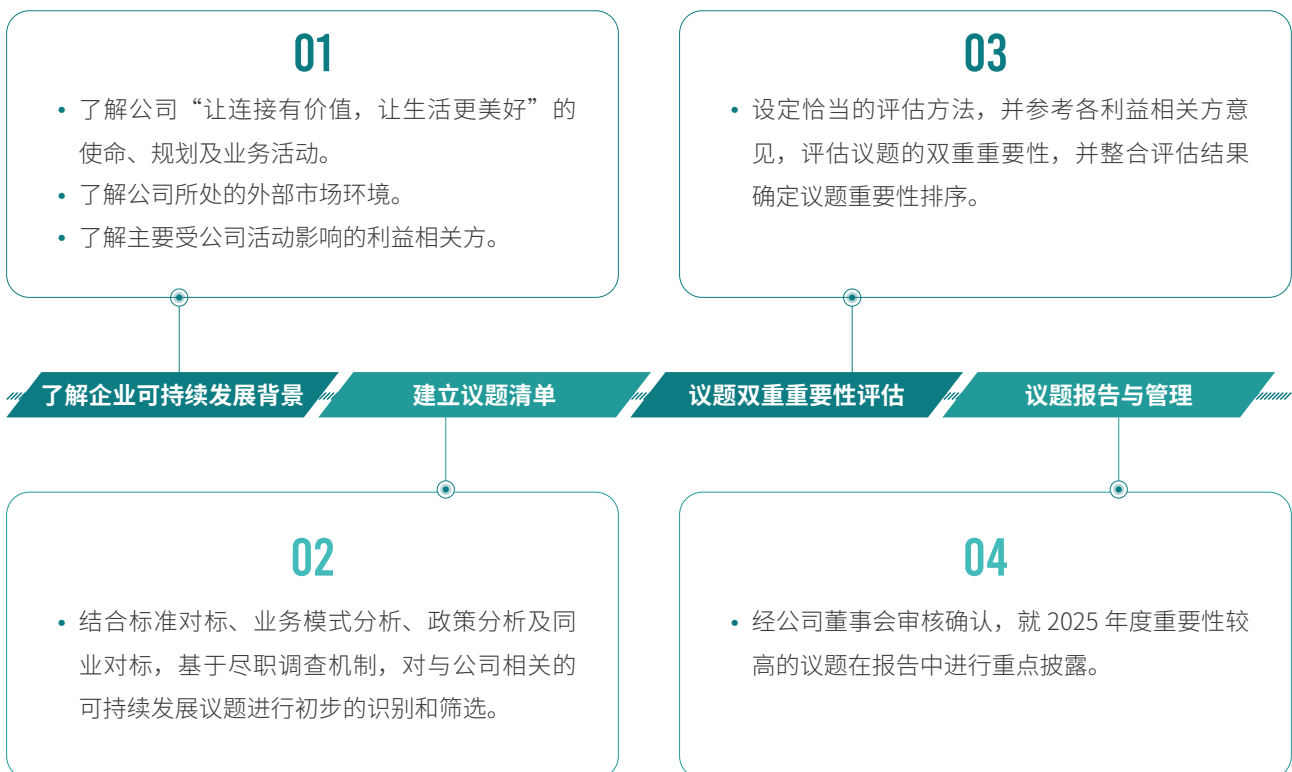 01
• 了解公司“让连接有价值，让生活更美好”的
使命、规划及业务活动。
• 了解公司所处的外部市场环境。
• 了解主要受公司活动影响的利益相关方。
03
• 设定恰当的评估方法，并参考各利益相关方意
见，评估议题的双重重要性，并整合评估结果
确定议题重要性排序。
了解企业可持续发展背景
建立议题清单
议题双重重要性评估
议题报告与管理
02
• 结合标准对标、业务模式分析、政策分析及同
业对标，基于尽职调查机制，对与公司相关的
可持续发展议题进行初步的识别和筛选。
04
• 经公司董事会审核确认，就 2025 年度重要性较
高的议题在报告中进行重点披露。